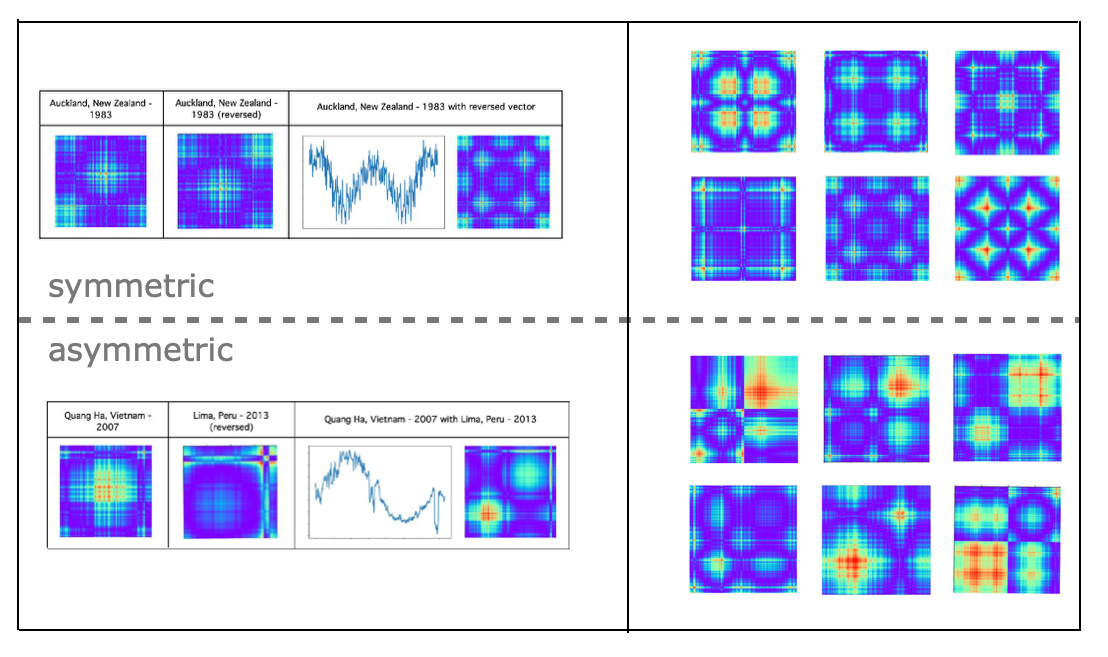 Auckland, New Zealand -
1983
Auckland, New Zealand -
1983 (reversed)
Auckland, New Zealand - 1983 with reversed vector
symmetric
asymmetric
Quang Ha, Vietnam -
2007
Lima, Peru - 2013
(reversed)
Quang Ha, Vietnam - 2007 with Lima, Peru - 2013